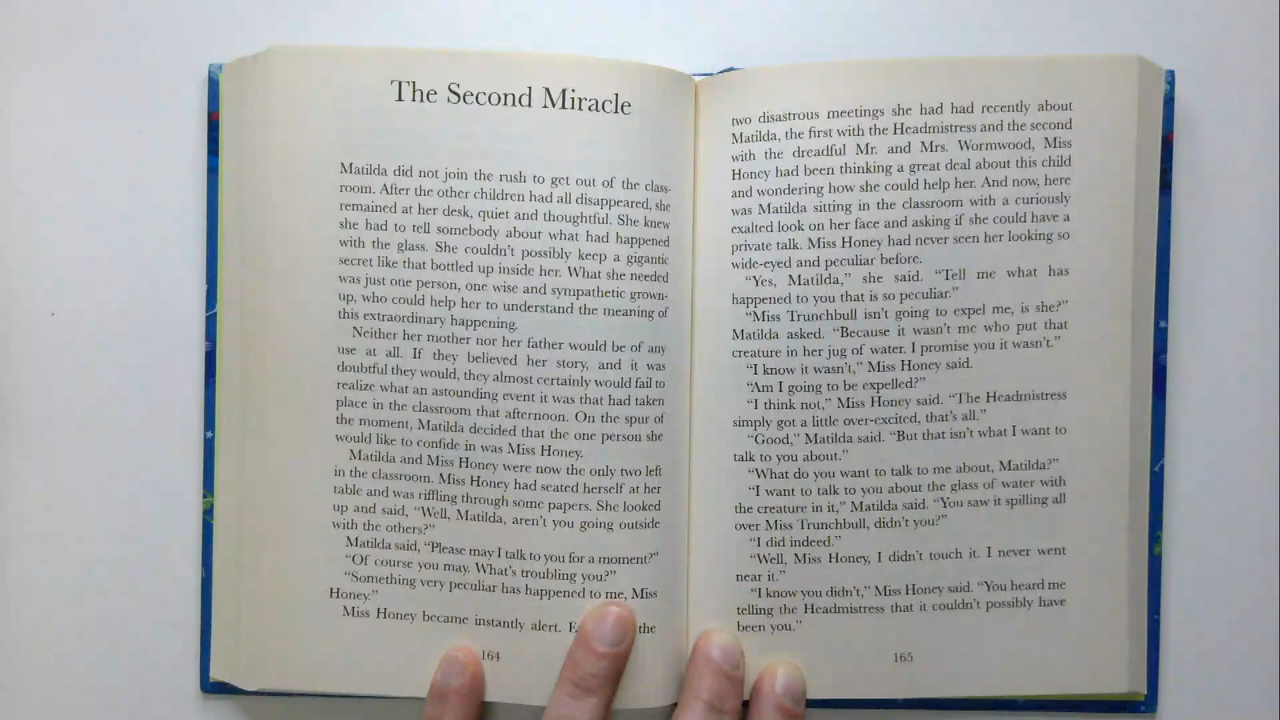 The Second Miracle
Matilda did not join the rush to get out of the class-
room. After the other children had all disappeared, she
remained at her desk, quiet and thoughtful. She knew
she had to tell somebody about what had happened
with the glass. She couldn't possibly keep a gigantic
secret like that bottled up inside her. What she needed
was just one person, one wise and sympathetic grown-
up, who could help her to understand the meaning of
this extraordinary happening.
Neither her mother nor her father would be of any
use at all. If they believed her story, and it was
doubtful they would, they almost certainly would fail to
realize what an astounding event it was that had taken
place in the classroom that afternoon. On the spur of
the moment, Matilda decided that the one person she
would like to confide in was Miss Honey.
Matilda and Miss Honey were now the only two left
in the classroom. Miss Honey had seated herself at her
table and was riffling through some papers. She looked
up and said, “Well, Matilda, aren't you going outside
with the others?”
Matilda said, “Please may I talk to you for a moment?”
“Of course you may. What's troubling you?”
“Something very peculiar has happened to me, Miss
Honey.”
Miss Honey became instantly alert. the
164
two disastrous meetings she had had recently about
Matilda, the first with the Headmistress and the second
with the dreadful Mr. and Mrs. Wormwood, Miss
Honey had been thinking a great deal about this child
and wondering how she could help her. And now, here
was Matilda sitting in the classroom with a curiously
exalted look on her face and asking if she could have a
private talk. Miss Honey had never seen her looking so
wide-eyed and peculiar before.
“Yes, Matilda,” she said. “Tell me what has
happened to you that is so peculiar.”
“Miss Trunchbull isn't going to expel me, is she?”
Matilda asked. “Because it wasn't me who put that
creature in her jug of water. I promise you it wasn't.”
“I know it wasn't,” Miss Honey said.
“Am I going to be expelled?”
“I think not,” Miss Honey said. “The Headmistress
simply got a little over-excited, that's all.”
“Good,” Matilda said. “But that isn't what I want to
talk to you about.”
“What do you want to talk to me about, Matilda?”
“I want to talk to you about the glass of water with
the creature in it,” Matilda said. “You saw it spilling all
over Miss Trunchbull, didn't you?”
“I did indeed.”
“Well, Miss Honey, I didn't touch it. I never went
near it.”
“I know you didn't,” Miss Honey said. “You heard me
telling the Headmistress that it couldn't possibly have
been you.”
165